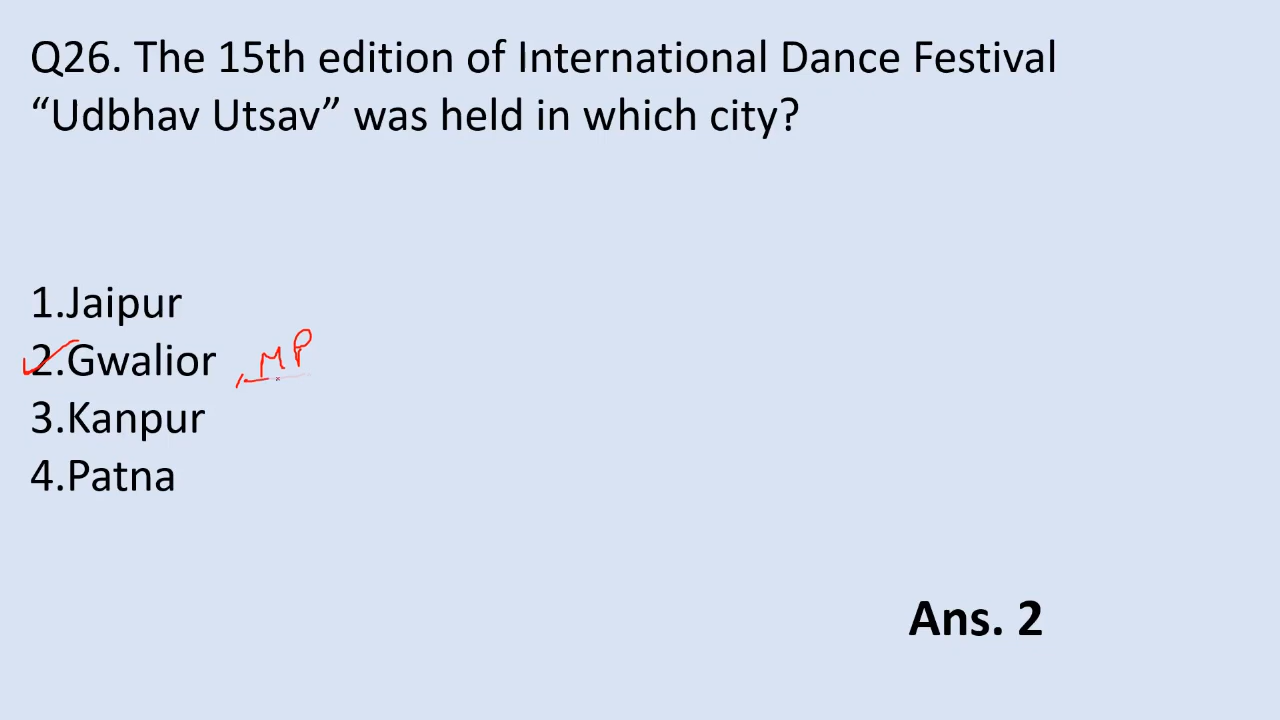 Q26. The 15th edition of International Dance Festival
“Udbhav Utsav” was held in which city?
1.Jaipur
2.Gwalior , MP
3.Kanpur
4.Patna
Ans. 2